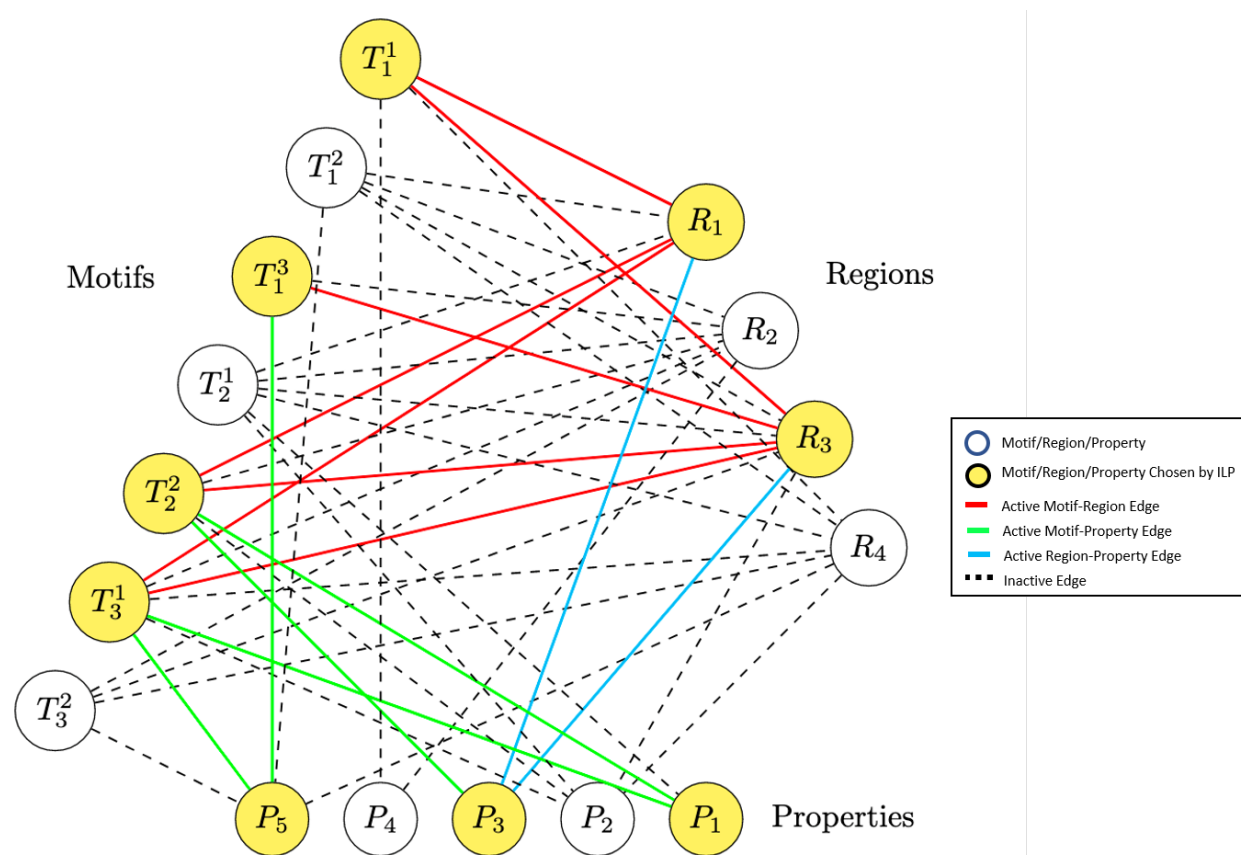 T_1^1
T_1^2
R_1
Motifs
T_1^3
Regions
R_2
T_2^1
R_3
Motif/Region/Property
Motif/Region/Property Chosen by ILP
T_2^2
Active Motif-Region Edge
Active Motif-Property Edge
R_4
Active Region-Property Edge
Inactive Edge
T_3^1
T_3^2
P_5 P_4 P_3 P_2 P_1 Properties